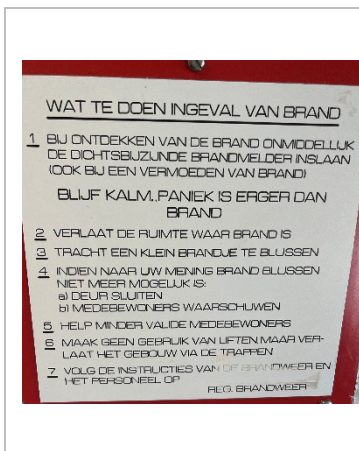 WAT TE DOEN INGEVAL VAN BRAND
1 BIJ ONTDEKKEN VAN DE BRAND ONMIDDELLIJK
DE DICHTSBIJZIJNDE BRANDMELDER INSLAAN
(OOK BIJ EEN VERMOEDEN VAN BRAND)
BLIJF KALM..PANIEK IS ERGER DAN
BRAND
2 VERLAAT DE RUIMTE WAAR BRAND IS
3 TRACHT EEN KLEIN BRANDJE TE BLUSSEN
4 INDIEN NAAR UW MENING BRAND BLUSSEN
NIET MEER MOGELIJK IS:
a) DEUR SLUITEN
b) MEDEBEWONERS WAARSCHUWEN
5 HELP MINDER VALIDE MEDEBEWONERS
6 MAAK GEEN GEBRUIK VAN LIFTEN MAAR VER-
LAAT HET GEBOUW VIA DE TRAPPEN
7 VOLG DE INSTRUCTIES VAN DE BRANDWEER EN
HET PERSONEEL OP
REG. BRANDWEER